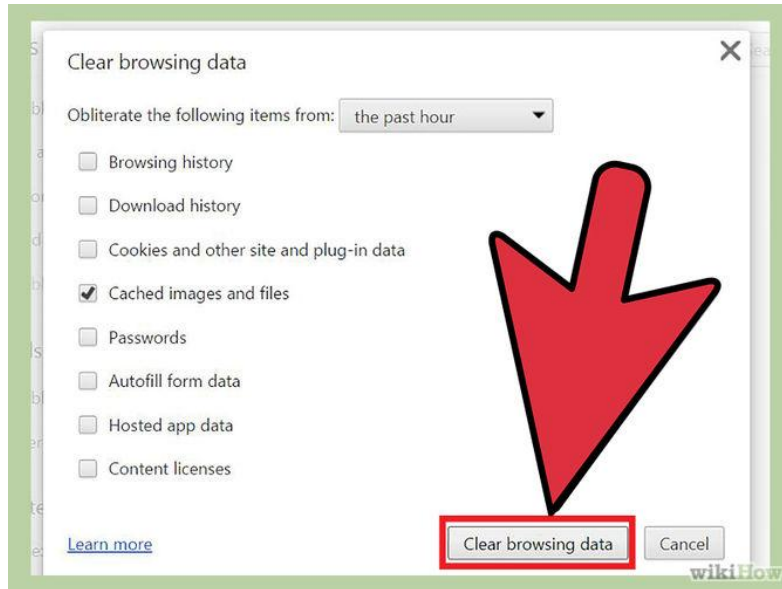 Clear browsing data
Obliterate the following items from: the past hour
Browsing history
Download history
Cookies and other site and plug-in data
Cached images and files
Passwords
Autofill form data
Hosted app data
Content licenses
Learn more Clear browsing data Cancel
wikiHow